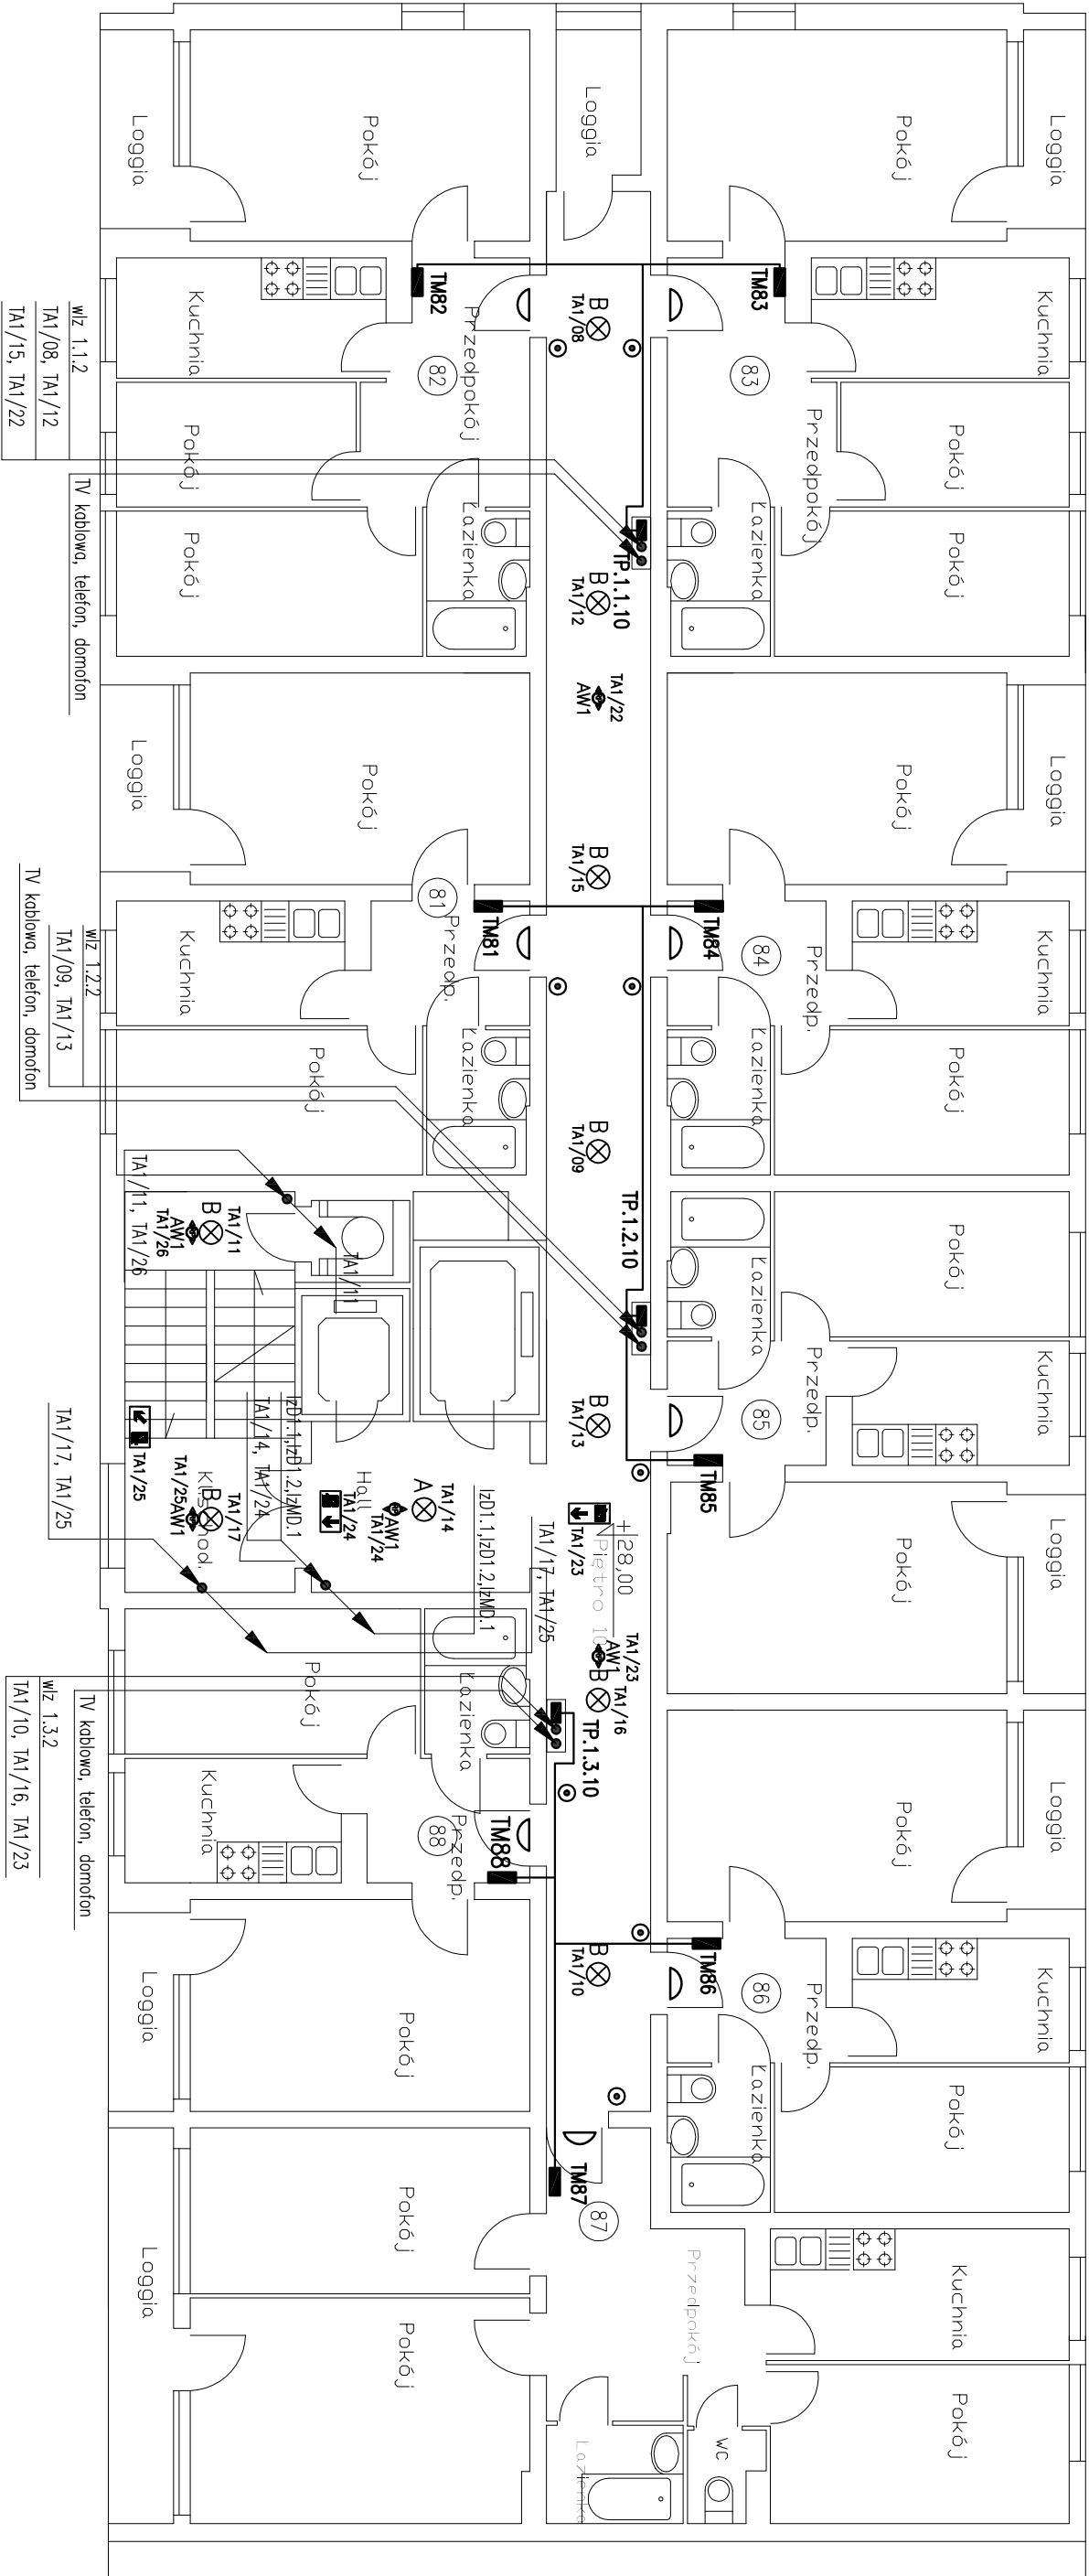 Loggia
Pokój
Loggia
Pokój
Loggia
TM82
TM83
Kuchnia
Przedpokój
82
B
TA1/08
83
Przedpokój
Kuchnia
Pokój
Pokój
Pokój
Łazienka
Łazienka
Pokój
TP.1.1.10
B
TA1/12
wlz 1.1.2
TA1/08, TA1/12
TA1/15, TA1/22
TV kablowa, telefon, domofon
TA1/22
AW1
Loggia
Pokój
Pokój
Loggia
B
TA1/15
81
TM81
TM84
84
Przedp.
Przedp.
Kuchnia
Kuchnia
Pokój
Łazienka
Łazienka
Pokój
B
TA1/09
wlz 1.2.2
TA1/09, TA1/13
TV kablowa, telefon, domofon
TP.1.2.10
Łazienka
Pokój
TA1/11, TA1/26
TA1/11
B
AW1
TA1/26
TA1/11
Przedp.
Kuchnia
85
TM85
B
TA1/13
TA1/25
TA1/17, TA1/25
TA1/17
B
TA1/25
AW1
Kl.schod.
IzD1.1,IzD1.2,IzMD.1
TA1/14, TA1/24
Hall
TA1/24
AW1
TA1/24
TA1/14
A
IzD1.1,IzD1.2,IzMD.1
TA1/17, TA1/25
TA1/23
+28,00
Piętro 10
Pokój
Loggia
TA1/23
AW1
B
TA1/16
TP.1.3.10
Pokój
Łazienka
Kuchnia
88
Przedp.
TM88
wlz 1.3.2
TA1/10, TA1/16, TA1/23
TV kablowa, telefon, domofon
Pokój
Loggia
B
TA1/10
TM86
86
Przedp.
Kuchnia
Loggia
Pokój
Łazienka
Pokój
TM87
87
Przedpokój
Kuchnia
Loggia
Pokój
Pokój
Łazienka
WC
Pokój